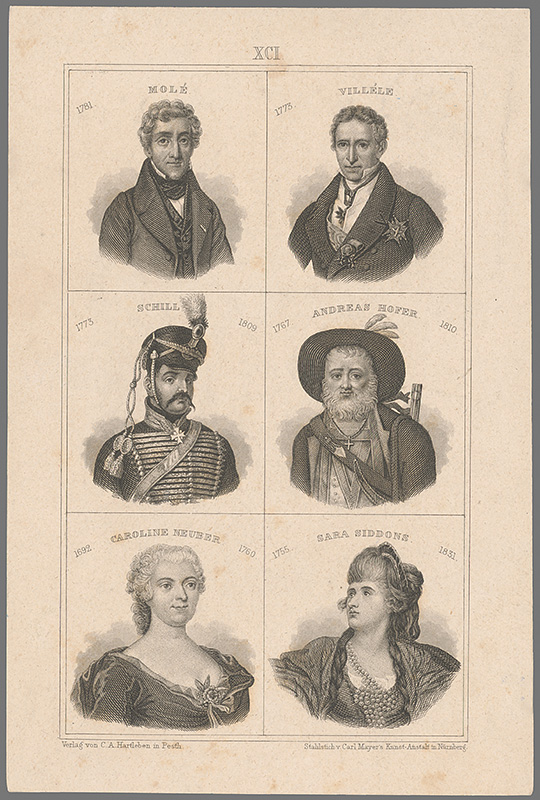 XCI
MOLÉ
1781.
VILLÈLE
1773.
SCHILL
1773
1809
ANDREAS HOFER
1767
1810.
CAROLINE NEUBER
1692
1760
SARA SIDDONS
1755
1831.
Verlag von C. A. Hartleben in Pesth.
Stahlstich v. Carl Mayer's Kunst-Anstalt in Nürnberg.